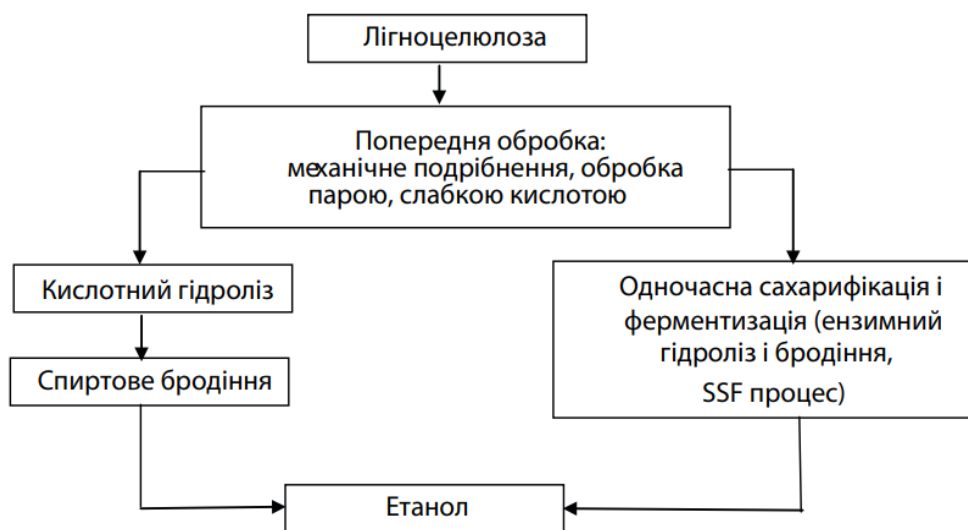 Лігноцелюлоза
Попередня обробка:
механічне подрібнення, обробка
парою, слабкою кислотою
Кислотний гідроліз
Спиртове бродіння
Одночасна сахарифікація і
ферментизація (ензимний
гідроліз і бродіння,
SSF процес)
Етанол